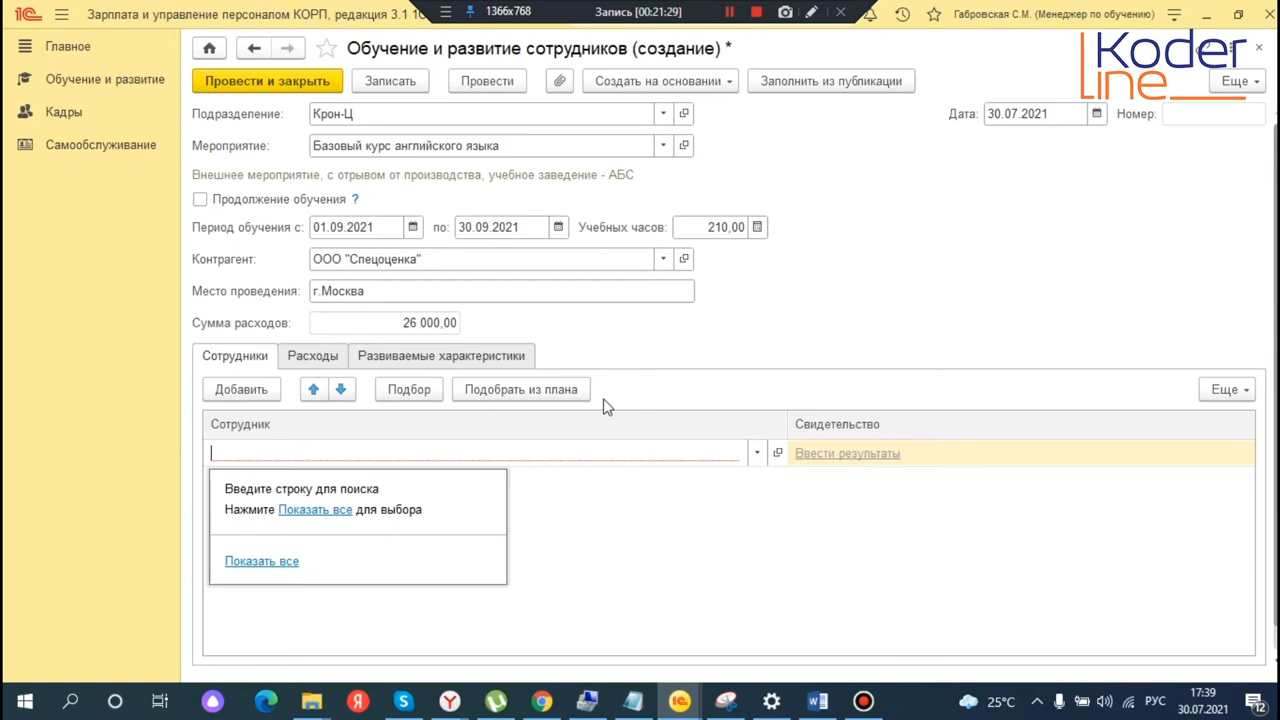 Зарплата и управление персоналом КОРП, редакция 3.1 1С
1366x768
Запись [00:21:29]
Габровская С.М. (Менеджер по обучению)
Koder line
Главное
Обучение и развитие
Кадры
Самообслуживание
Обучение и развитие сотрудников (создание) *
Провести и закрыть
Записать
Провести
Создать на основании
Заполнить из публикации
Еще
Подразделение:
Крон-Ц
Дата:
30.07.2021
Номер:
Мероприятие:
Базовый курс английского языка
Внешнее мероприятие, с отрывом от производства, учебное заведение - АБС
Продолжение обучения ?
Период обучения с:
01.09.2021
по:
30.09.2021
Учебных часов:
210,00
Контрагент:
ООО "Спецоценка"
Место проведения:
г.Москва
Сумма расходов:
26 000,00
Сотрудники
Расходы
Развиваемые характеристики
Добавить
Подбор
Подобрать из плана
Еще
Сотрудник
Свидетельство
Ввести результаты
Введите строку для поиска
Нажмите Показать все для выбора
Показать все
25°C
РУС
17:39
30.07.2021
12